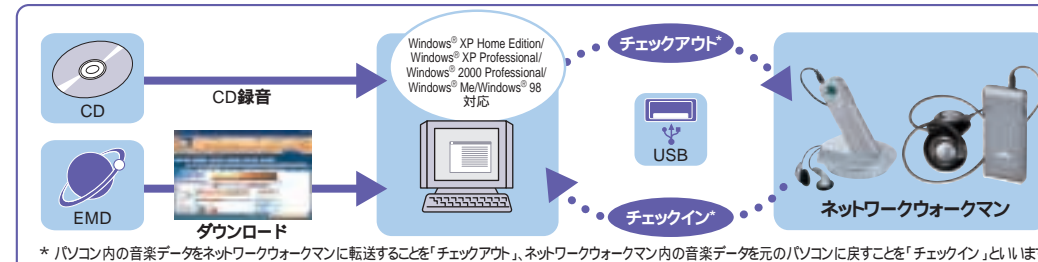 Windows® XP Home Edition/
Windows® XP Professional/
Windows® 2000 Professional/
Windows® Me/Windows® 98
対応
チェックアウト*
CD
CD録音
USB
EMD
ダウンロード
チェックイン*
ネットワークウォークマン
* パソコン内の音楽データをネットワークウォークマンに転送することを「チェックアウト」、ネットワークウォークマン内の音楽データを元のパソコンに戻すことを「チェックイン」といいます